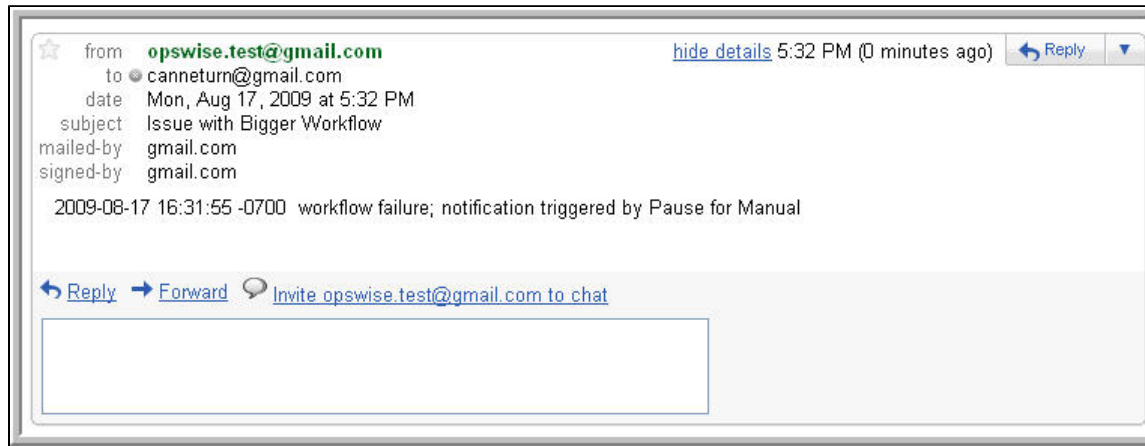 from opswise.test@gmail.com hide details 5:32 PM (0 minutes ago) Reply
to canneturn@gmail.com
date Mon, Aug 17, 2009 at 5:32 PM
subject Issue with Bigger Workflow
mailed-by gmail.com
signed-by gmail.com
2009-08-17 16:31:55 -0700 workflow failure; notification triggered by Pause for Manual
Reply Forward Invite opswise.test@gmail.com to chat